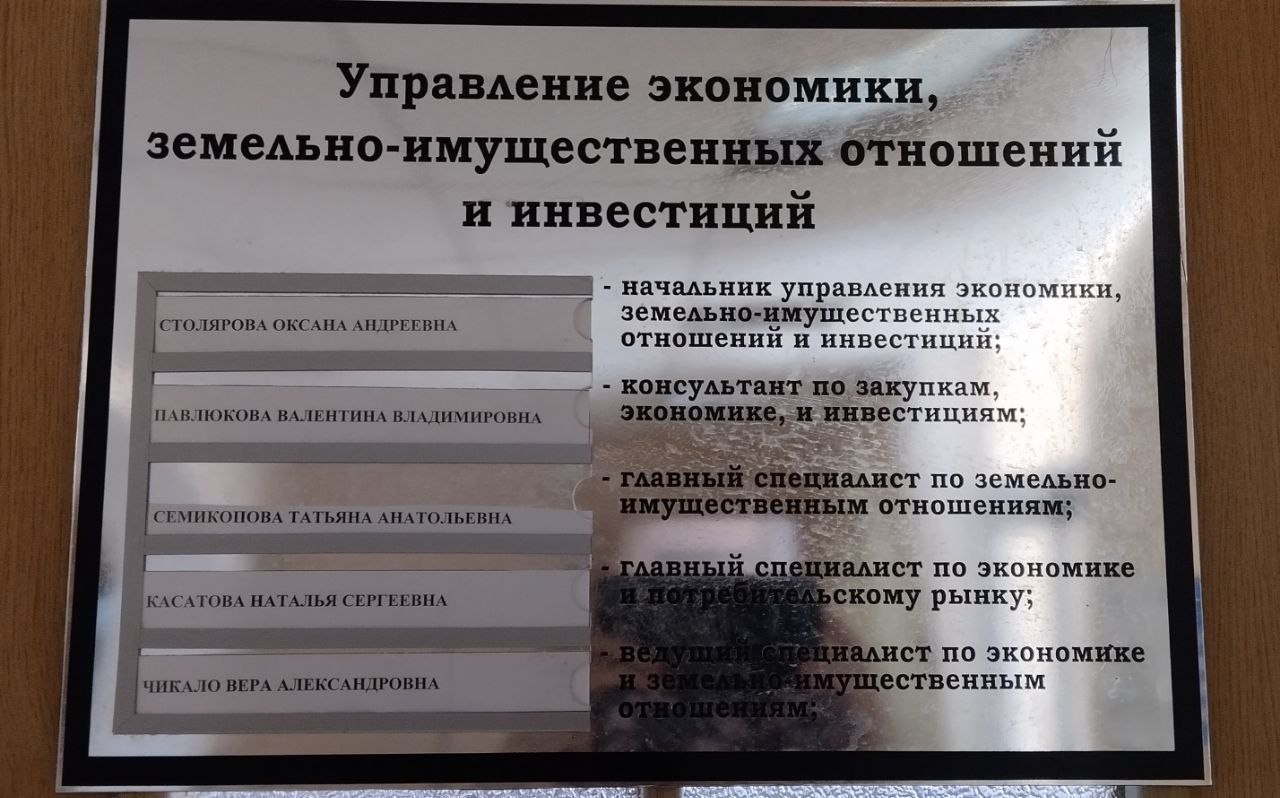 Управление экономики,
земельно-имущественных отношений
и инвестиций
СТОЛЯРОВА ОКСАНА АНДРЕЕВНА
- начальник управления экономики,
земельно-имущественных
отношений и инвестиций;
ПАВЛЮКОВА ВАЛЕНТИНА ВЛАДИМИРОВНА
- консультант по закупкам,
экономике, и инвестициям;
СЕМИКОПОВА ТАТЬЯНА АНАТОЛЬЕВНА
- главный специалист по земельно-
имущественным отношениям;
КАСАТОВА НАТАЛЬЯ СЕРГЕЕВНА
- главный специалист по экономике
и потребительскому рынку;
ЧИКАЛО ВЕРА АЛЕКСАНДРОВНА
- ведущий специалист по экономике
и земельно-имущественным
отношениям;